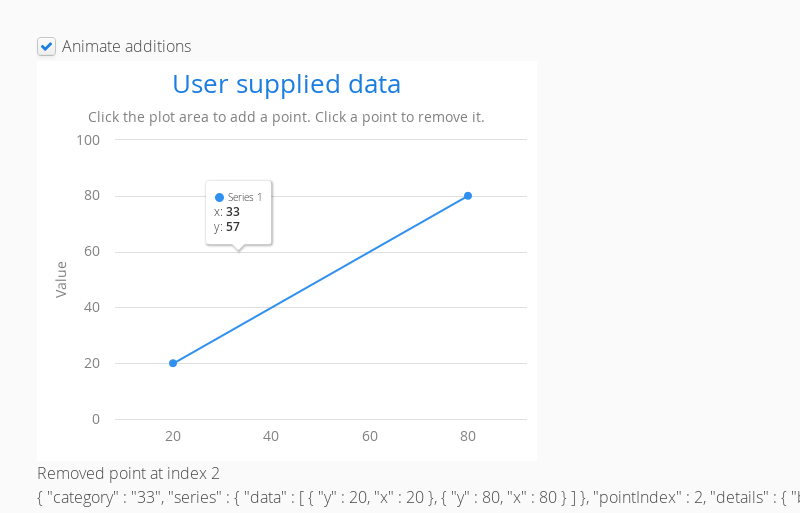 Animate additions
User supplied data
Click the plot area to add a point. Click a point to remove it.
100
80
60
40
20
0
Value
Series 1
x: 33
y: 57
20 40 60 80
Removed point at index 2
{ "category" : "33", "series" : { "data" : [ { "y" : 20, "x" : 20 }, { "y" : 80, "x" : 80 } ] }, "pointIndex" : 2, "details" : {